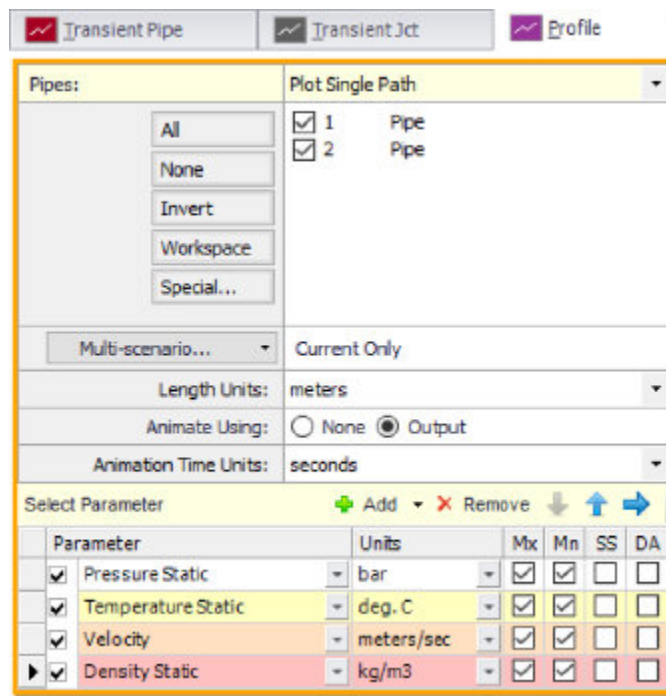 Transient Pipe Transient Jct Profile
Pipes: Plot Single Path
All
None
Invert
Workspace
Special...
1 Pipe
2 Pipe
Multi-scenario... Current Only
Length Units: meters
Animate Using: None Output
Animation Time Units: seconds
Select Parameter Add Remove
Parameter Units Mx Mn SS DA
Pressure Static bar
Temperature Static deg. C
Velocity meters/sec
Density Static kg/m3